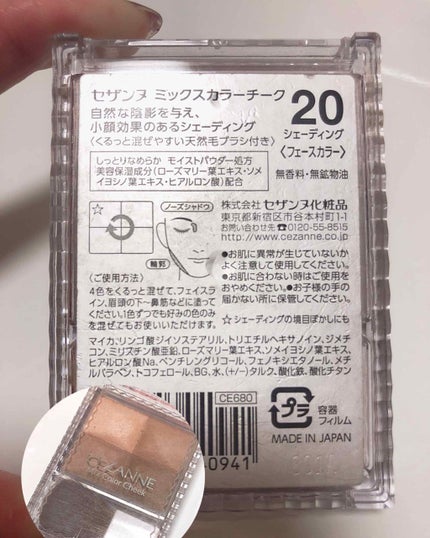 セザンヌ ミックスカラーチーク
自然な陰影を与え、
小顔効果のあるシェーディング
〈くるっと混ぜやすい天然毛ブラシ付き〉
20
シェーディング
〈フェースカラー〉
しっとりなめらか モイストパウダー処方
美容保湿成分(ローズマリー葉エキス・ソメ
イヨシノ葉エキス・ヒアルロン酸)配合
無香料・無鉱物油
☆
ノーズシャドウ
輪郭
株式会社 セザンヌ化粧品
東京都新宿区市谷本村町1-1
お問い合わせ先☎0120-55-8515
http://www.cezanne.co.jp
●お肌に異常が生じていないか
よく注意して使用してください。
●お肌に合わない時はご使用を
おやめください。●お子様の手の
届かない所に保管してください。
〈ご使用方法〉
4色をくるっと混ぜて、フェイスラ
イン、眉頭の下〜鼻筋などに塗って
ください。1色ずつでも好みの色のみ
を混ぜてもお使いいただけます。
☆シェーディングの境目ぼかしにも
マイカ、リンゴ酸ジイソステアリル、トリエチルヘキサノイン、ジメチ
コン、ミリスチン酸亜鉛、ローズマリー葉エキス、ソメイヨシノ葉エキス、
ヒアルロン酸Na、ペンチレングリコール、フェノキシエタノール、メチ
ルパラベン、トコフェロール、BG、水、(+/-)タルク、酸化鉄、酸化チタン
CE680
プラ
容器
フィルム
MADE IN JAPAN
0941
CEZANNE
Mix Color Cheek